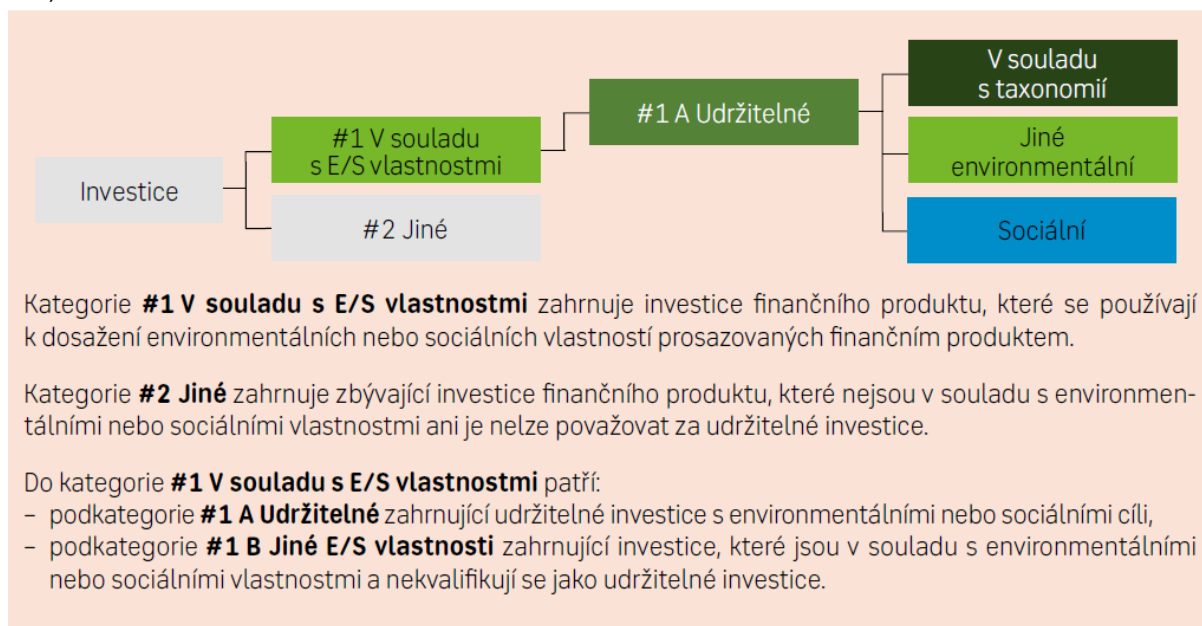 V souladu
s taxonomií
#1 A Udržitelné
#1 V souladu
s E/S vlastnostmi
Jiné
environmentální
Investice
#2 Jiné
Sociální
Kategorie #1 V souladu s E/S vlastnostmi zahrnuje investice finančního produktu, které se používají
k dosažení environmentálních nebo sociálních vlastností prosazovaných finančním produktem.
Kategorie #2 Jiné zahrnuje zbývající investice finančního produktu, které nejsou v souladu s environmen-
tálními nebo sociálními vlastnostmi ani je nelze považovat za udržitelné investice.
Do kategorie #1 V souladu s E/S vlastnostmi patří:
– podkategorie #1 A Udržitelné zahrnující udržitelné investice s environmentálními nebo sociálními cíli,
– podkategorie #1 B Jiné E/S vlastnosti zahrnující investice, které jsou v souladu s environmentálními
nebo sociálními vlastnostmi a nekvalifikují se jako udržitelné investice.